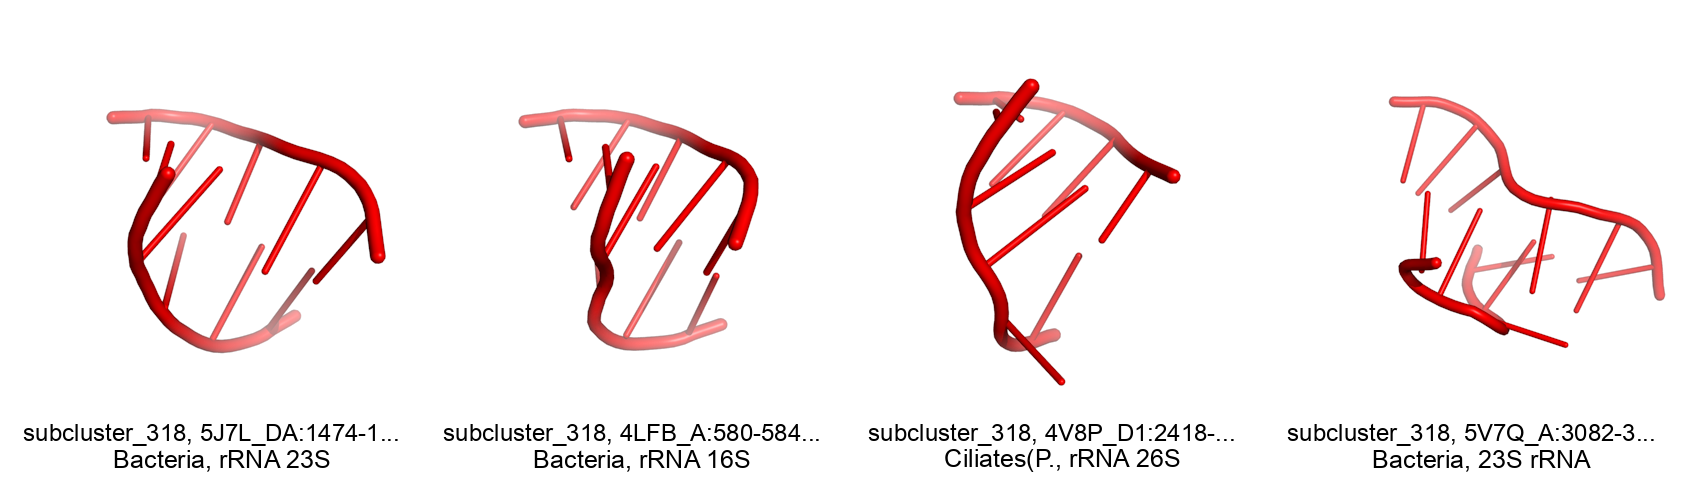 subcluster_318, 5J7L_DA:1474-1...
Bacteria, rRNA 23S
subcluster_318, 4LFB_A:580-584...
Bacteria, rRNA 16S
subcluster_318, 4V8P_D1:2418-...
Ciliates(P., rRNA 26S
subcluster_318, 5V7Q_A:3082-3...
Bacteria, 23S rRNA